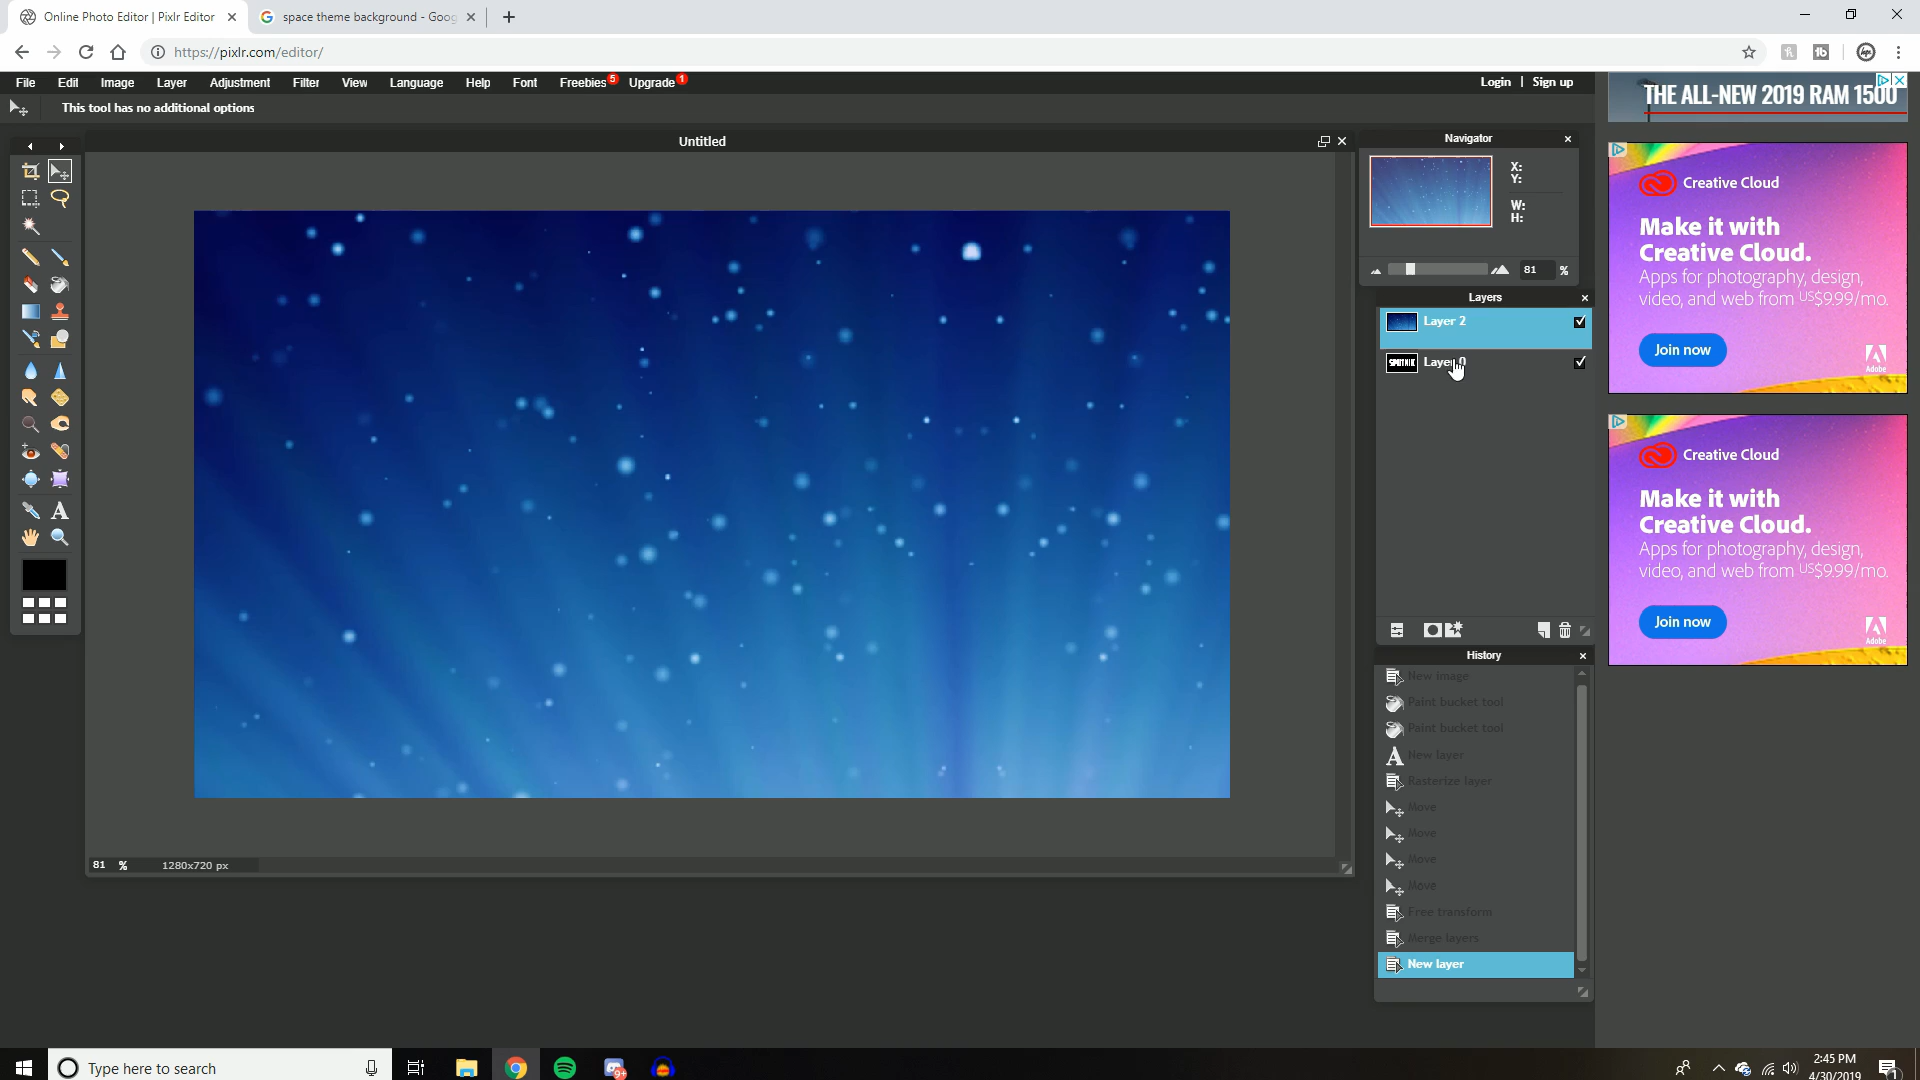 Online Photo Editor | Pixlr Editor
space theme background - Goog
https://pixlr.com/editor/
File Edit Image Layer Adjustment Filter View Language Help Font Freebies 5 Upgrade 1
Login | Sign up
This tool has no additional options
THE ALL-NEW 2019 RAM 1500
Untitled
Navigator
X:
Y:
W:
H:
81 %
Layers
Layer 2
SPUTNIK
Layer 0
Creative Cloud
Make it with
Creative Cloud.
Apps for photography, design,
video, and web from US$9.99/mo.
Join now
Adobe
Creative Cloud
Make it with
Creative Cloud.
Apps for photography, design,
video, and web from US$9.99/mo.
Join now
Adobe
History
New image
Paint bucket tool
Paint bucket tool
New layer
Rasterize layer
Move
Move
Move
Move
Free transform
Merge layers
New layer
81 % 1280x720 px
Type here to search
9+
2:45 PM
4/30/2019
1